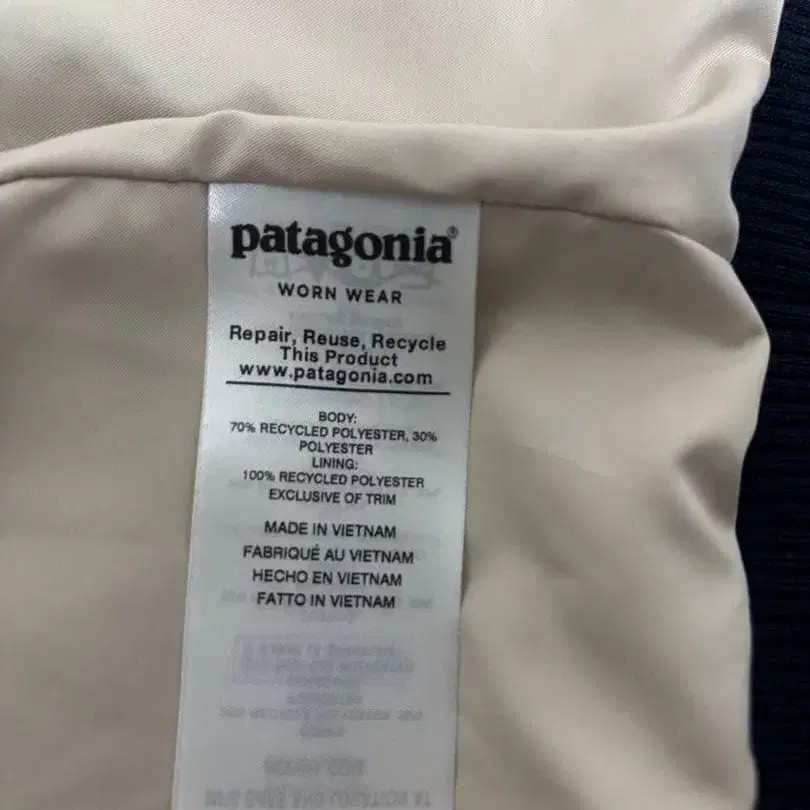 patagonia®
WORN WEAR
Repair, Reuse, Recycle
This Product
www.patagonia.com
BODY:
70% RECYCLED POLYESTER, 30%
POLYESTER
LINING:
100% RECYCLED POLYESTER
EXCLUSIVE OF TRIM
MADE IN VIETNAM
FABRIQUÉ AU VIETNAM
HECHO EN VIETNAM
FATTO IN VIETNAM